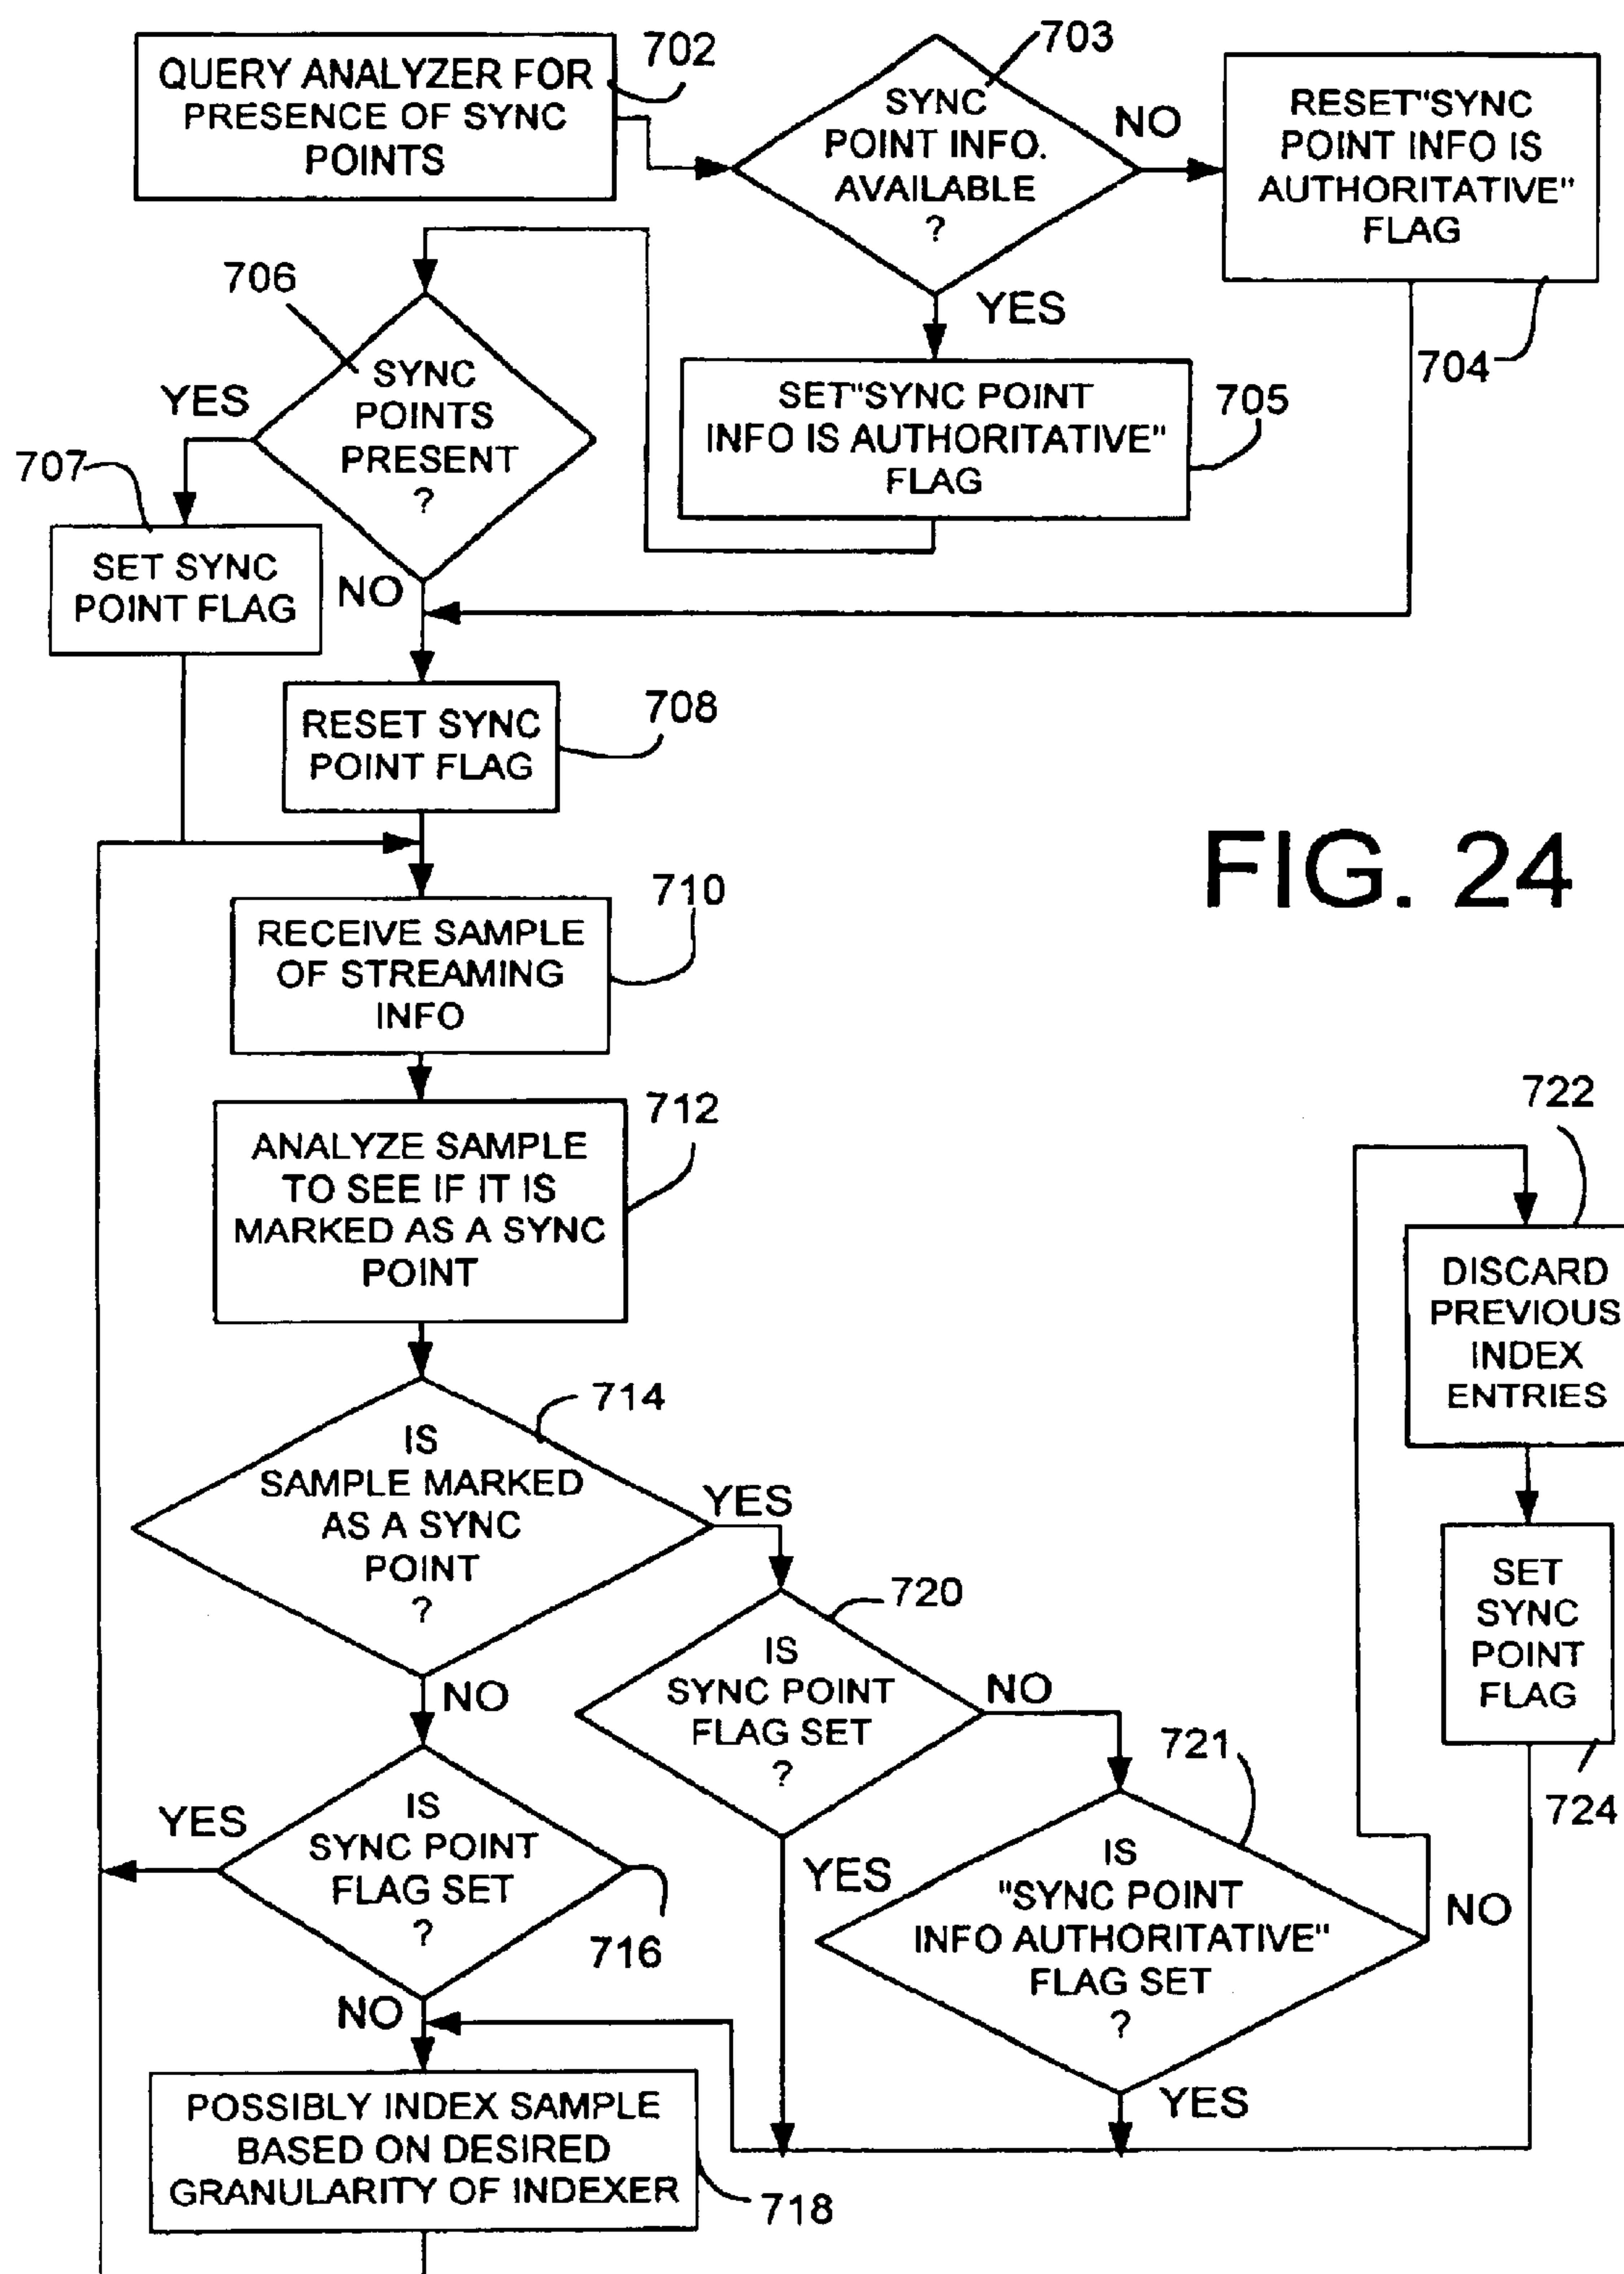 702
QUERY ANALYZER FOR
PRESENCE OF SYNC
POINTS
703
SYNC
POINT INFO.
AVAILABLE
?
NO
RESET"SYNC
POINT INFO IS
AUTHORITATIVE"
FLAG
704
YES
SET"SYNC POINT
INFO IS AUTHORITATIVE"
FLAG
705
706
SYNC
POINTS
PRESENT
?
YES
707
SET SYNC
POINT FLAG
NO
RESET SYNC
POINT FLAG
708
FIG. 24
710
RECEIVE SAMPLE
OF STREAMING
INFO
712
ANALYZE SAMPLE
TO SEE IF IT IS
MARKED AS A SYNC
POINT
714
IS
SAMPLE MARKED
AS A SYNC
POINT
?
YES
NO
720
IS
SYNC POINT
FLAG SET
?
NO
YES
721
IS
"SYNC POINT
INFO AUTHORITATIVE"
FLAG SET
?
NO
YES
722
DISCARD
PREVIOUS
INDEX
ENTRIES
SET
SYNC
POINT
FLAG
724
IS
SYNC POINT
FLAG SET
?
YES
716
NO
POSSIBLY INDEX SAMPLE
BASED ON DESIRED
GRANULARITY OF INDEXER
718